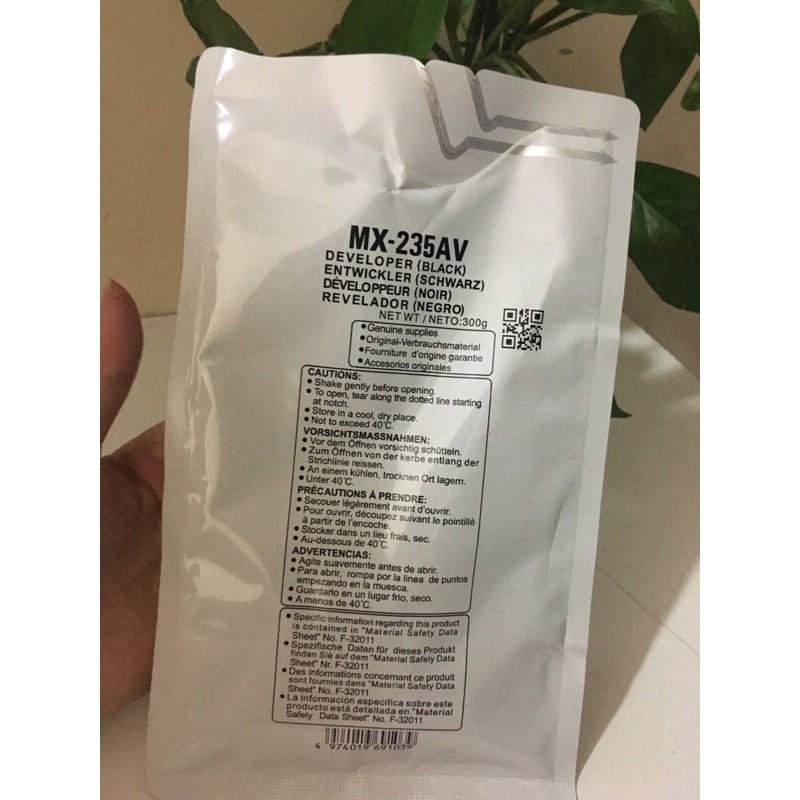 MX-235AV
DEVELOPER (BLACK)
ENTWICKLER (SCHWARZ)
DÉVELOPPEUR (NOIR)
REVELADOR (NEGRO)
NET WT / NETO:300g
•Genuine supplies
•Original-Verbrauchsmaterial
•Fourniture d'origine garantie
•Accesorios originales
CAUTIONS:
• Shake gently before opening.
• To open, tear along the dotted line starting
at notch.
• Store in a cool, dry place.
• Not to exceed 40°C.
VORSICHTSMASSNAHMEN:
• Vor dem Öffnen vorsichtig schütteln.
• Zum Öffnen von der kerbe entlang der
Strichlinie reissen.
• An einem kühlen, trocknen Ort lagern.
• Unter 40°C.
PRÉCAUTIONS À PRENDRE:
• Secouer légérement avant d'ouvrir.
• Pour ouvrir, découpez suivant le pointillé
à partir de l'encoche.
• Stocker dans un lieu frais, sec.
• Au-dessous de 40°C.
ADVERTENCIAS:
• Agite suavemente antes de abrir.
• Para abrir, rompa por la linea de puntos
empezando en la muesca.
• Guardarlo en un lugar frio, seco.
• A menos de 40°C.
• Specific information regarding this product
is contained in "Material Safety Data
Sheet" No. F-32011
• Spezifische Daten für dieses Produkt
finden Sie auf dem "Material Safely Data
Sheet" Nr. F-32011
• Des informations concernant ce produit
sont fournies dans "Material Safety Data
Sheet" No. F-32011
• La información especifica sobre este
producto está detallada en "Material
Safety Data Sheet" No. F-32011
4 974019 691039